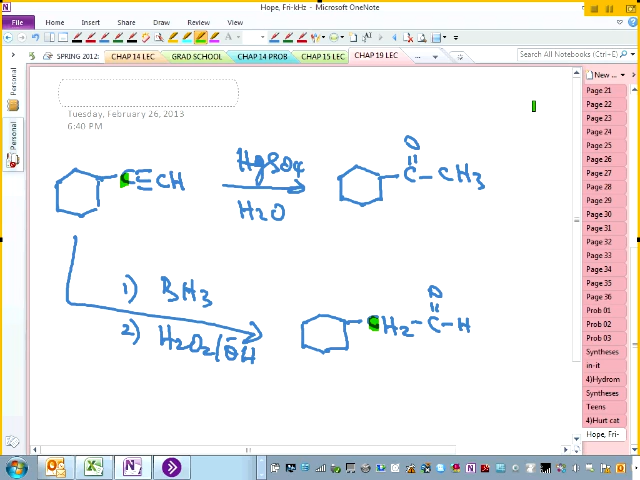 Hope, Fri-kHz - Microsoft OneNote
File Home Insert Share Draw Review View
SPRING 2012: CHAP 14 LEC GRAD SCHOOL CHAP 14 PROB CHAP 15 LEC CHAP 19 LEC ...
Search All Notebooks (Ctrl+E)
Personal
Personal
Tuesday, February 26, 2013
6:40 PM
C≡CH
HgSO4
H2O
O
C-CH3
1) BH3
2) H2O2/OH
O
CH2-C-H
New ...
Page 21
Page 22
Page 23
Page 24
Page 25
Page 26
Page 27
Page 28
Page 29
Page 30
Page 31
Page 32
Page 33
Page 34
Page 35
Page 36
Prob 01
Prob 02
Prob 03
Syntheses
in-it
4)Hydrom
Syntheses
Teens
4)Hurt cat
Hope, Fri-